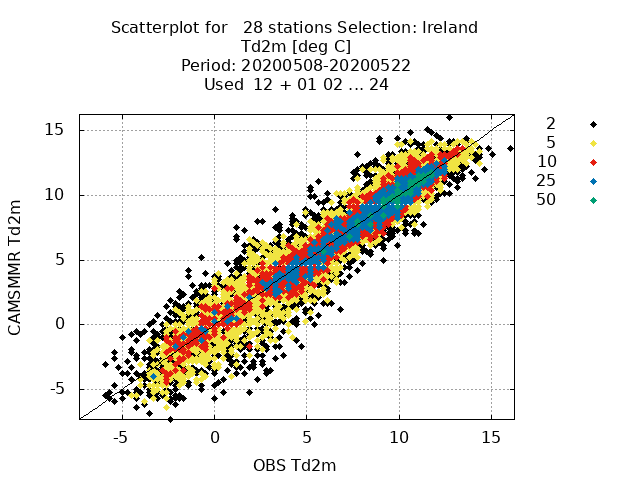 Scatterplot for   28 stations Selection: Ireland
Td2m [deg C]
Period: 20200508-20200522
Used  12 + 01 02 ... 24
2
5
10
25
50
15
10
5
0
-5
CAMSMMR Td2m
-5
0
5
10
15
OBS Td2m